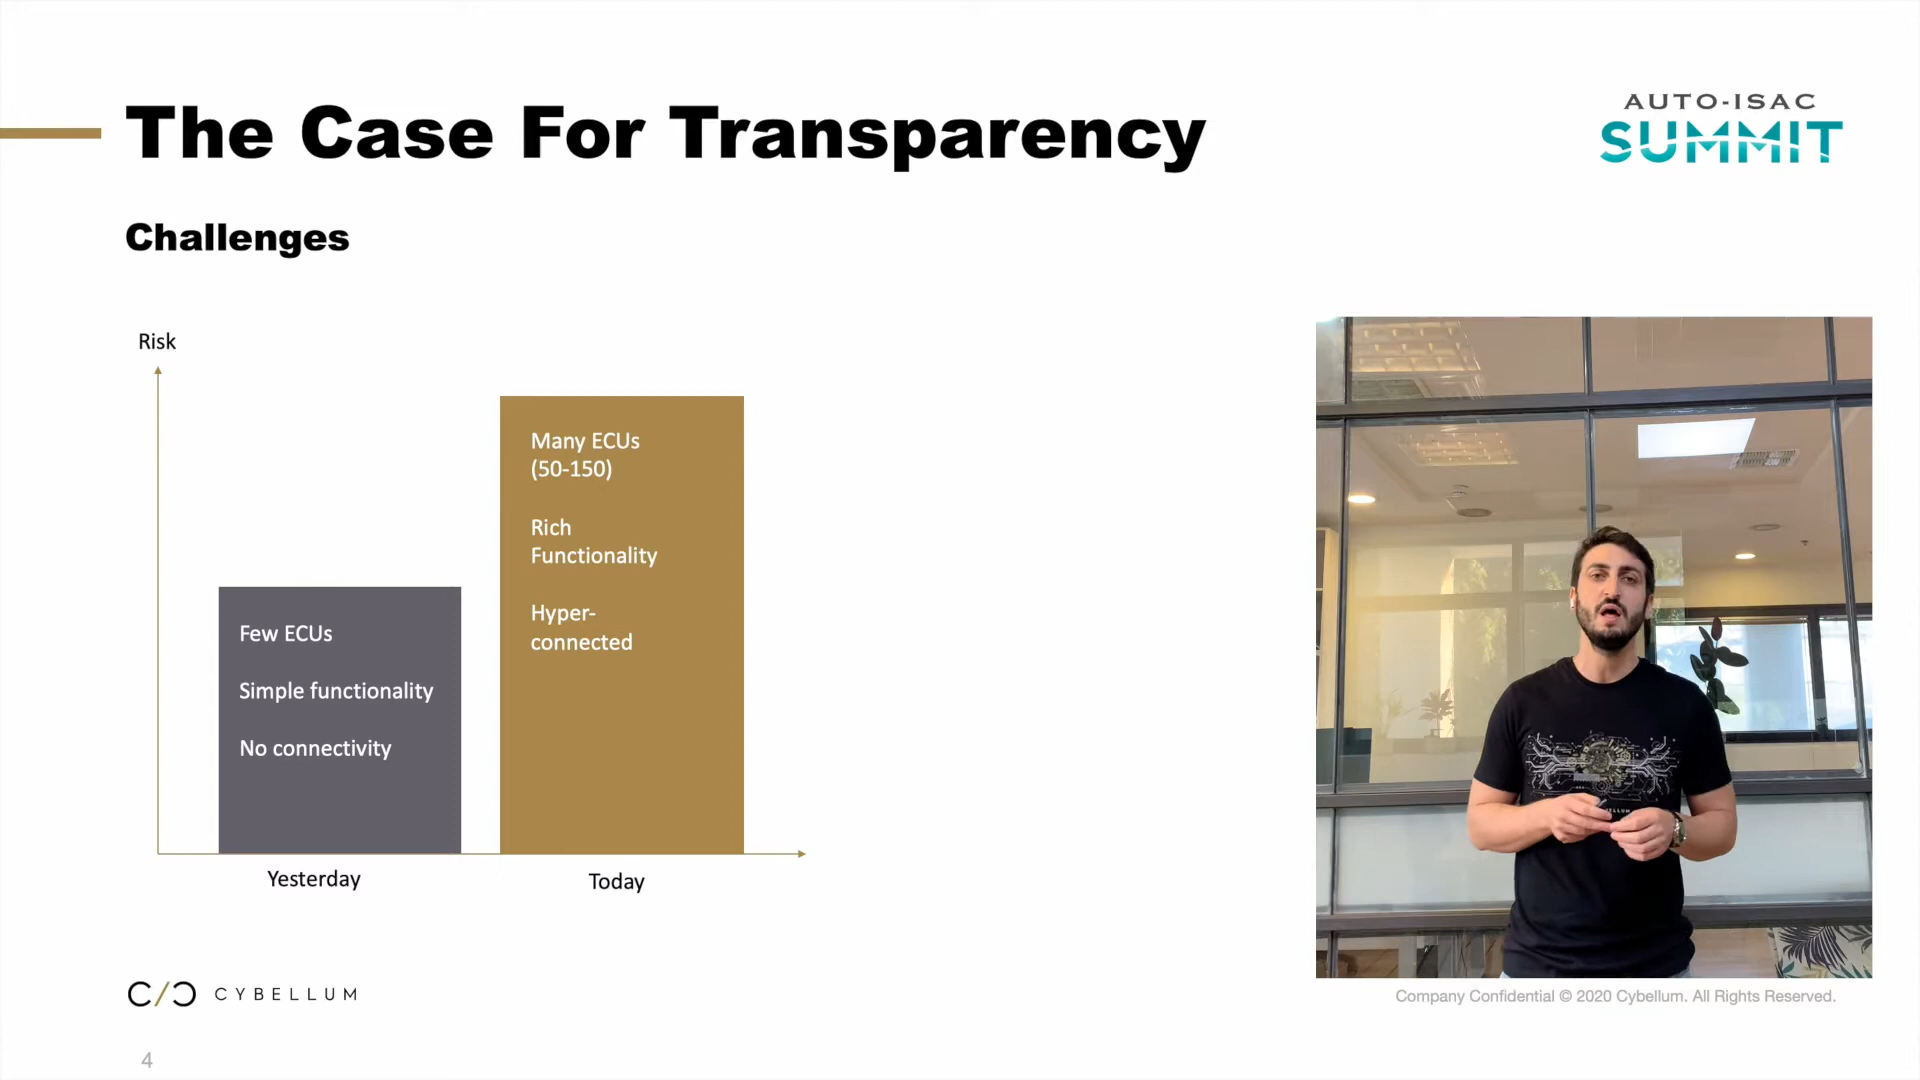 The Case For Transparency
AUTO-ISAC
SUMMIT
Challenges
Risk
Many ECUs
(50-150)
Rich
Functionality
Hyper-
connected
Few ECUs
Simple functionality
No connectivity
Yesterday
Today
CYBELLUM
Company Confidential © 2020 Cybellum. All Rights Reserved.
4